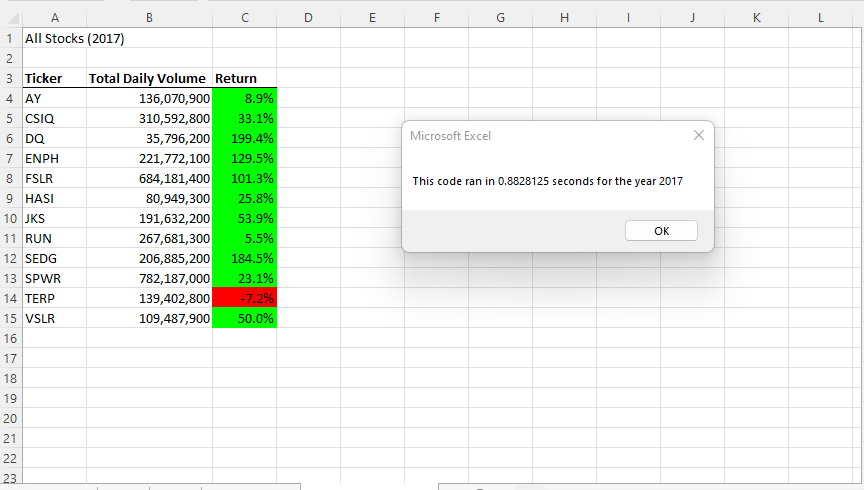 A B C D E F G H I J K L
1 All Stocks (2017)
2
3 Ticker Total Daily Volume Return
4 AY 136,070,900 8.9%
5 CSIQ 310,592,800 33.1%
6 DQ 35,796,200 199.4%
7 ENPH 221,772,100 129.5%
8 FSLR 684,181,400 101.3%
9 HASI 80,949,300 25.8%
10 JKS 191,632,200 53.9%
11 RUN 267,681,300 5.5%
12 SEDG 206,885,200 184.5%
13 SPWR 782,187,000 23.1%
14 TERP 139,402,800 -7.2%
15 VSLR 109,487,900 50.0%
16
17
18
19
20
21
22
23
Microsoft Excel
This code ran in 0.8828125 seconds for the year 2017
OK